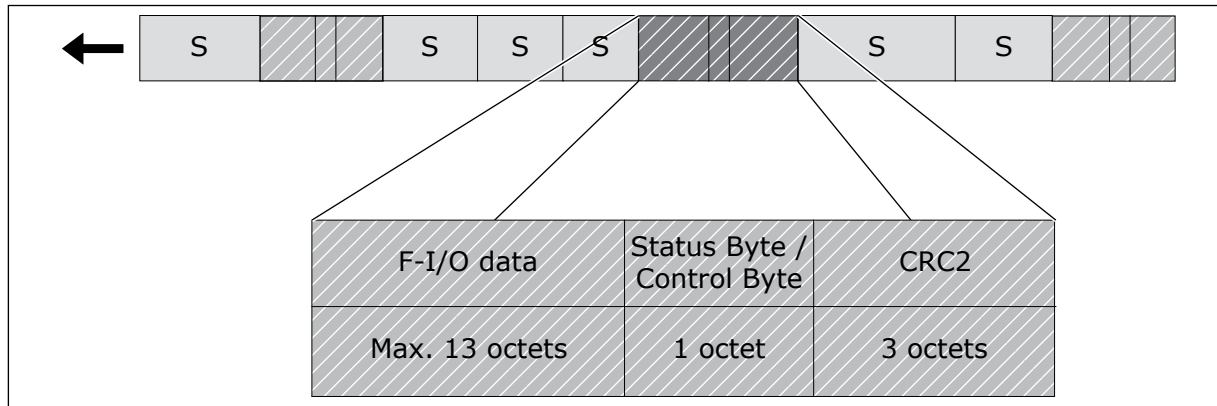 S S S S S S
F-I/O data
Status Byte /
Control Byte
CRC2
Max. 13 octets
1 octet
3 octets